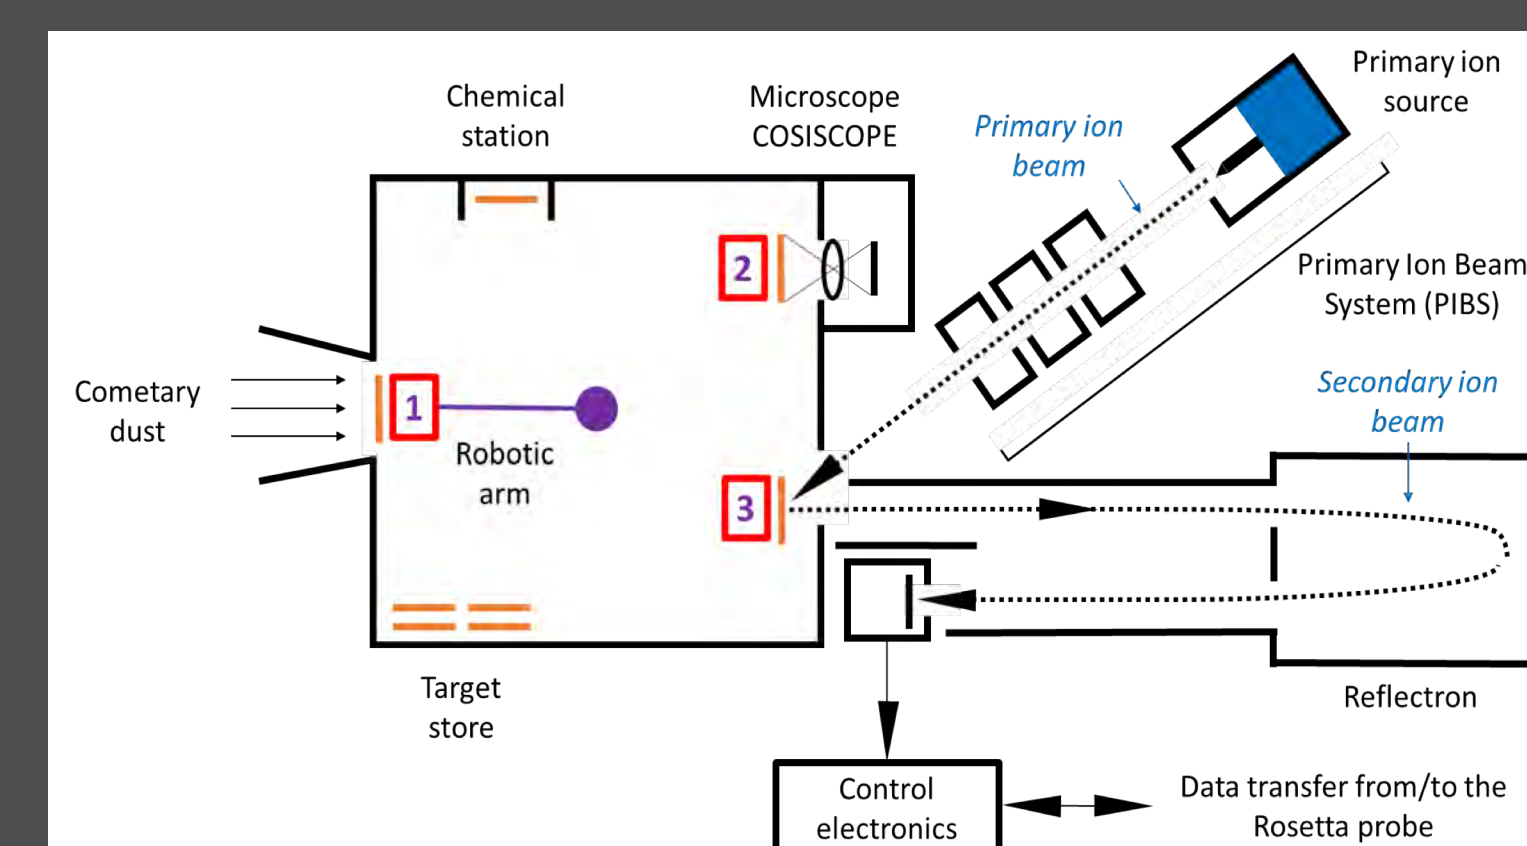 Chemical
station
Microscope
COSISCOPE
Primary ion
beam
Primary ion
source
2
Primary Ion Beam
System (PIBS)
Cometary
dust
1
Robotic
arm
Secondary ion
beam
3
Target
store
Reflectron
Control
electronics
Data transfer from/to the
Rosetta probe